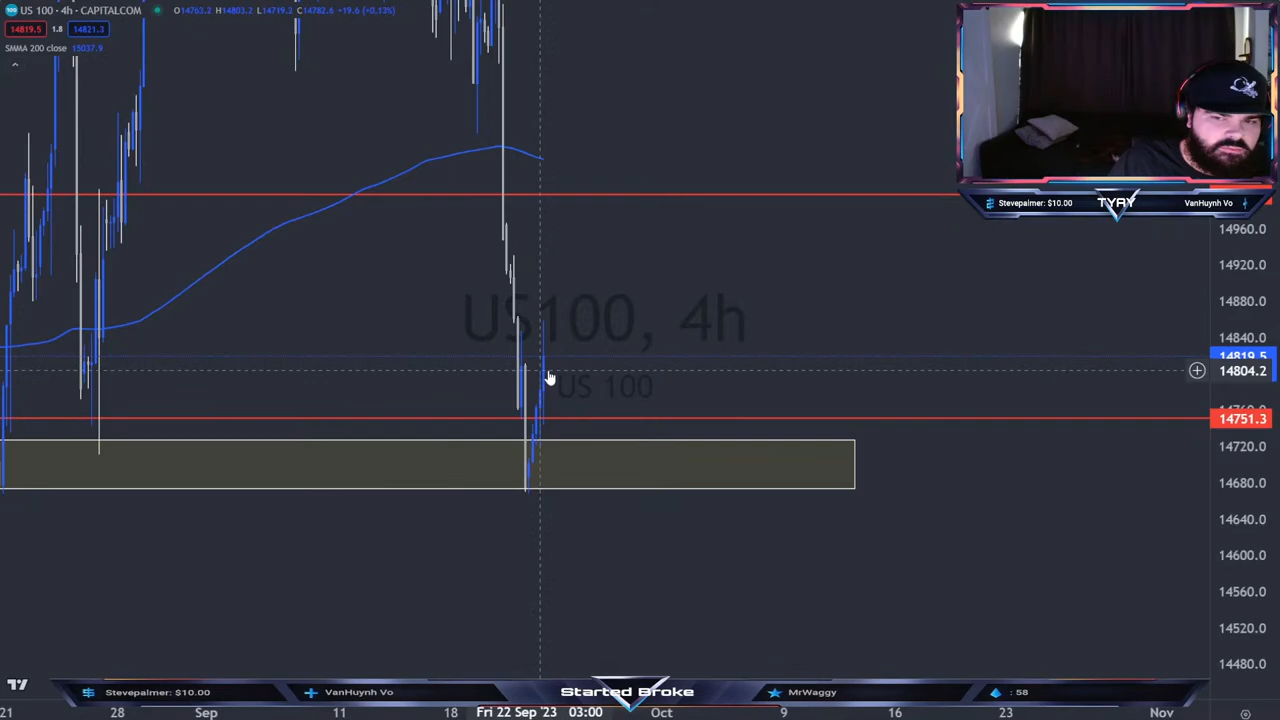 US 100 · 4h · CAPITALCOM O14763.2 H14803.2 L14719.2 C14782.6 +19.6 (+0.13%)
14819.5 1.8 14821.3
SMMA 200 close 15037.9
Stevepalmer: $10.00 TYAY VanHuynh Vo
14960.0
14920.0
14880.0
US100, 4h
14840.0
14819.5
14804.2
US 100
14751.3
14720.0
14680.0
14640.0
14600.0
14560.0
14520.0
14480.0
Stevepalmer: $10.00 VanHuynh Vo Started Broke MrWaggy : 58
21 28 Sep 11 18 Fri 22 Sep '23 03:00 Oct 9 16 23 Nov